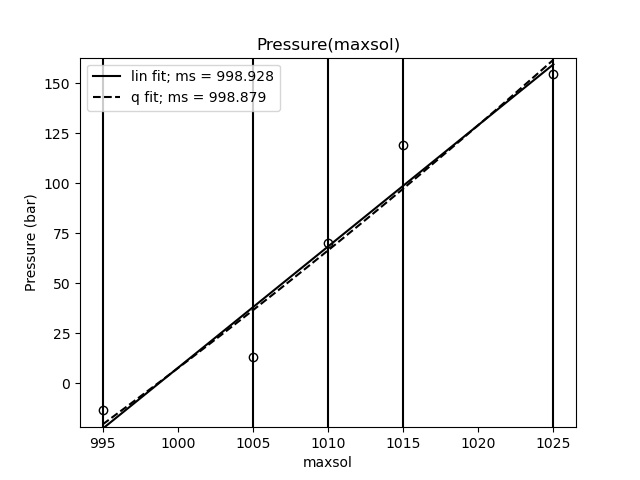 Pressure(maxsol)
lin fit; ms = 998.928
q fit; ms = 998.879
150
125
100
75
50
25
0
Pressure (bar)
995 1000 1005 1010 1015 1020 1025
maxsol